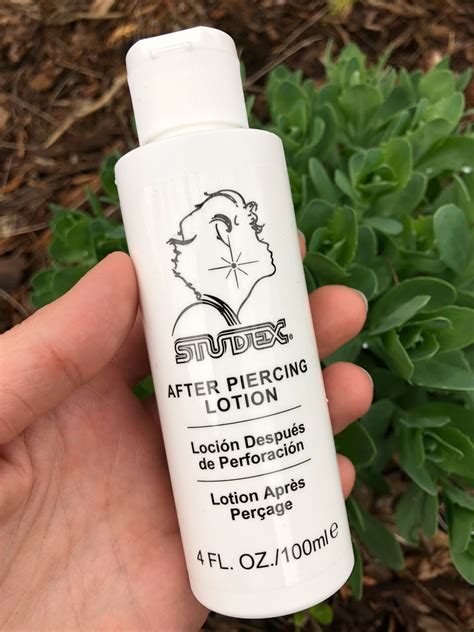 STUDEX®
AFTER PIERCING
LOTION
Loción Después
de Perforación
Lotion Après
Perçage
4 FL. OZ./100ml℮